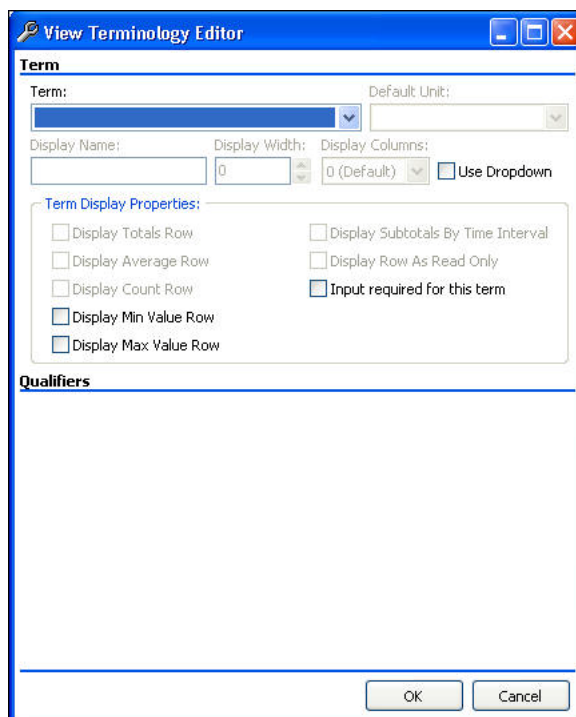 View Terminology Editor
Term
Term: Default Unit:
Display Name: Display Width: Display Columns:
0 0 (Default) Use Dropdown
Term Display Properties:
Display Totals Row Display Subtotals By Time Interval
Display Average Row Display Row As Read Only
Display Count Row Input required for this term
Display Min Value Row
Display Max Value Row
Qualifiers
OK Cancel